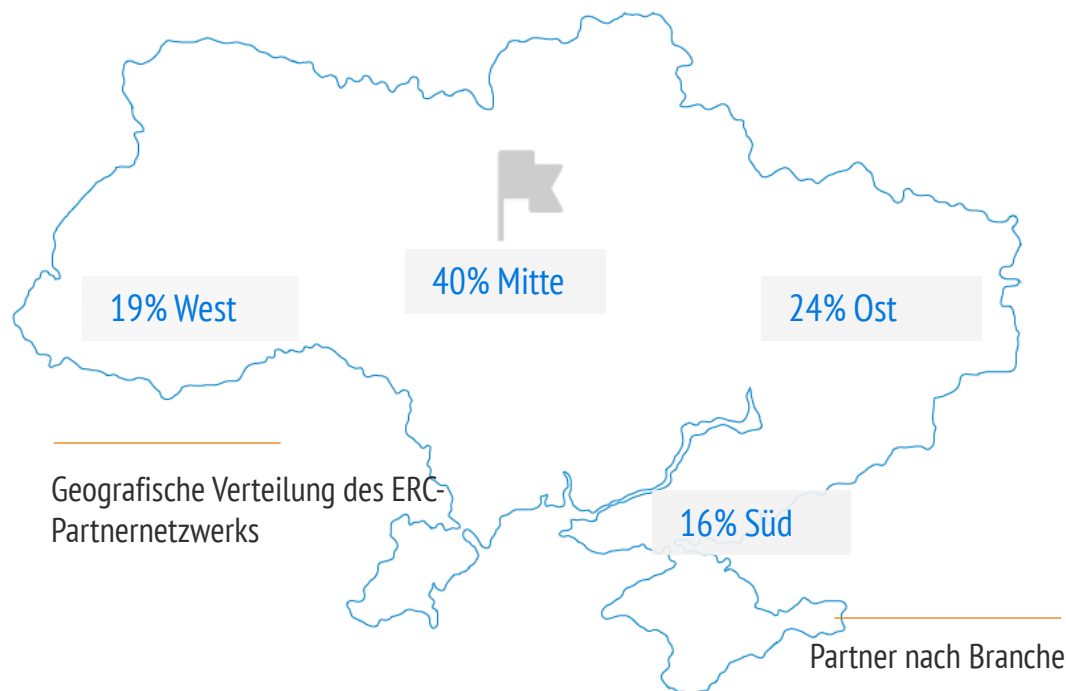 40% Mitte
19% West
24% Ost
Geografische Verteilung des ERC-
Partnernetzwerks
16% Süd
Partner nach Branche